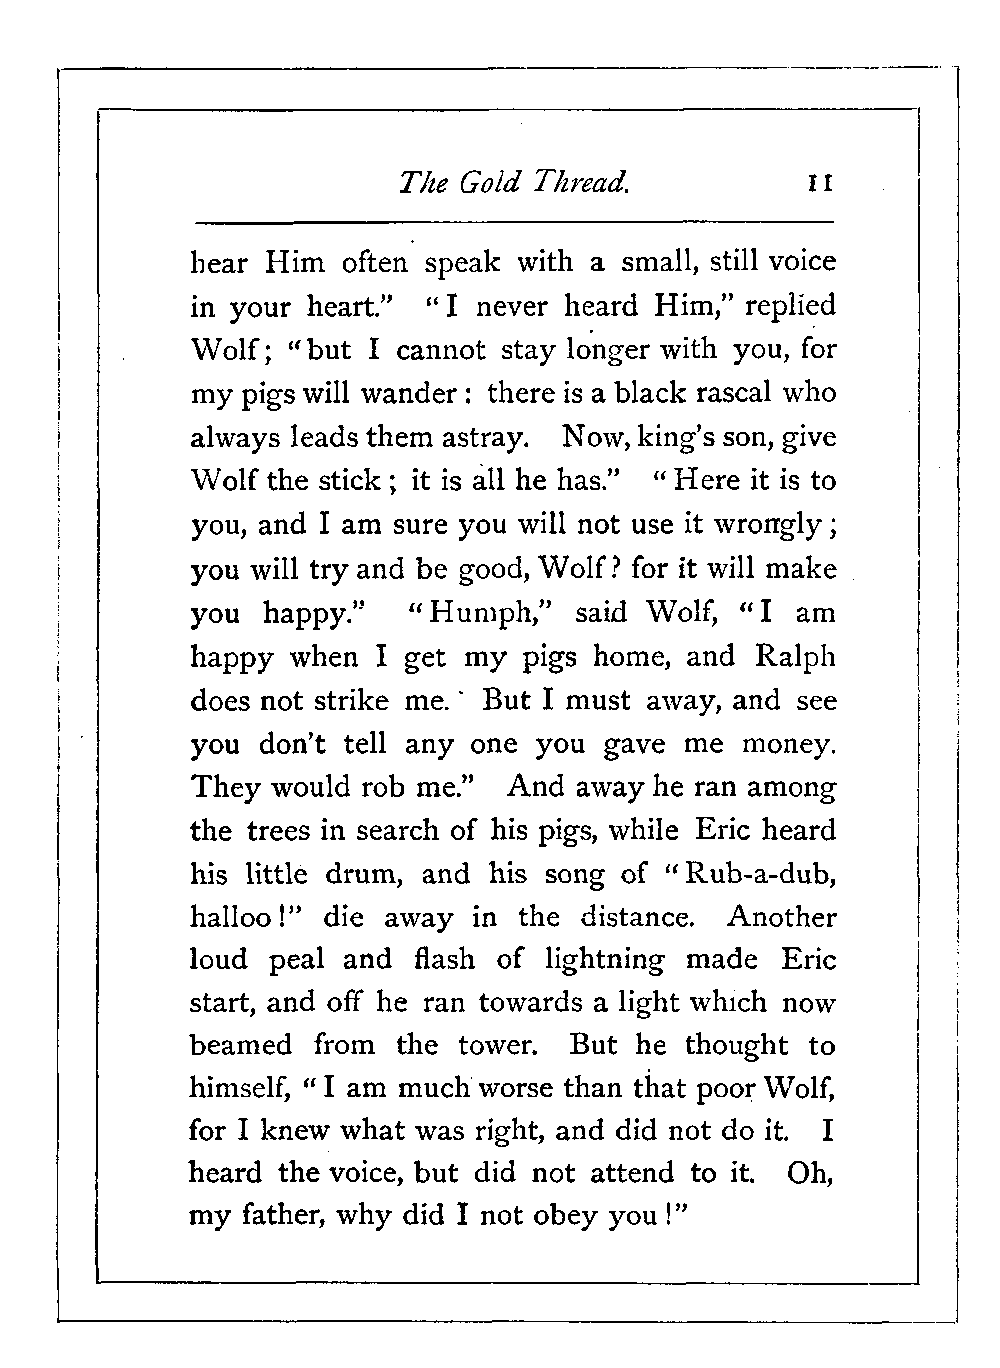 The Gold Thread. 11
hear Him often speak with a small, still voice
in your heart.” “I never heard Him,” replied
Wolf; “but I cannot stay longer with you, for
my pigs will wander: there is a black rascal who
always leads them astray. Now, king’s son, give
Wolf the stick; it is all he has.” “Here it is to
you, and I am sure you will not use it wrongly;
you will try and be good, Wolf? for it will make
you happy.” “Humph,” said Wolf, “I am
happy when I get my pigs home, and Ralph
does not strike me. But I must away, and see
you don’t tell any one you gave me money.
They would rob me.” And away he ran among
the trees in search of his pigs, while Eric heard
his little drum, and his song of “Rub-a-dub,
halloo!” die away in the distance. Another
loud peal and flash of lightning made Eric
start, and off he ran towards a light which now
beamed from the tower. But he thought to
himself, “I am much worse than that poor Wolf,
for I knew what was right, and did not do it. I
heard the voice, but did not attend to it. Oh,
my father, why did I not obey you!”